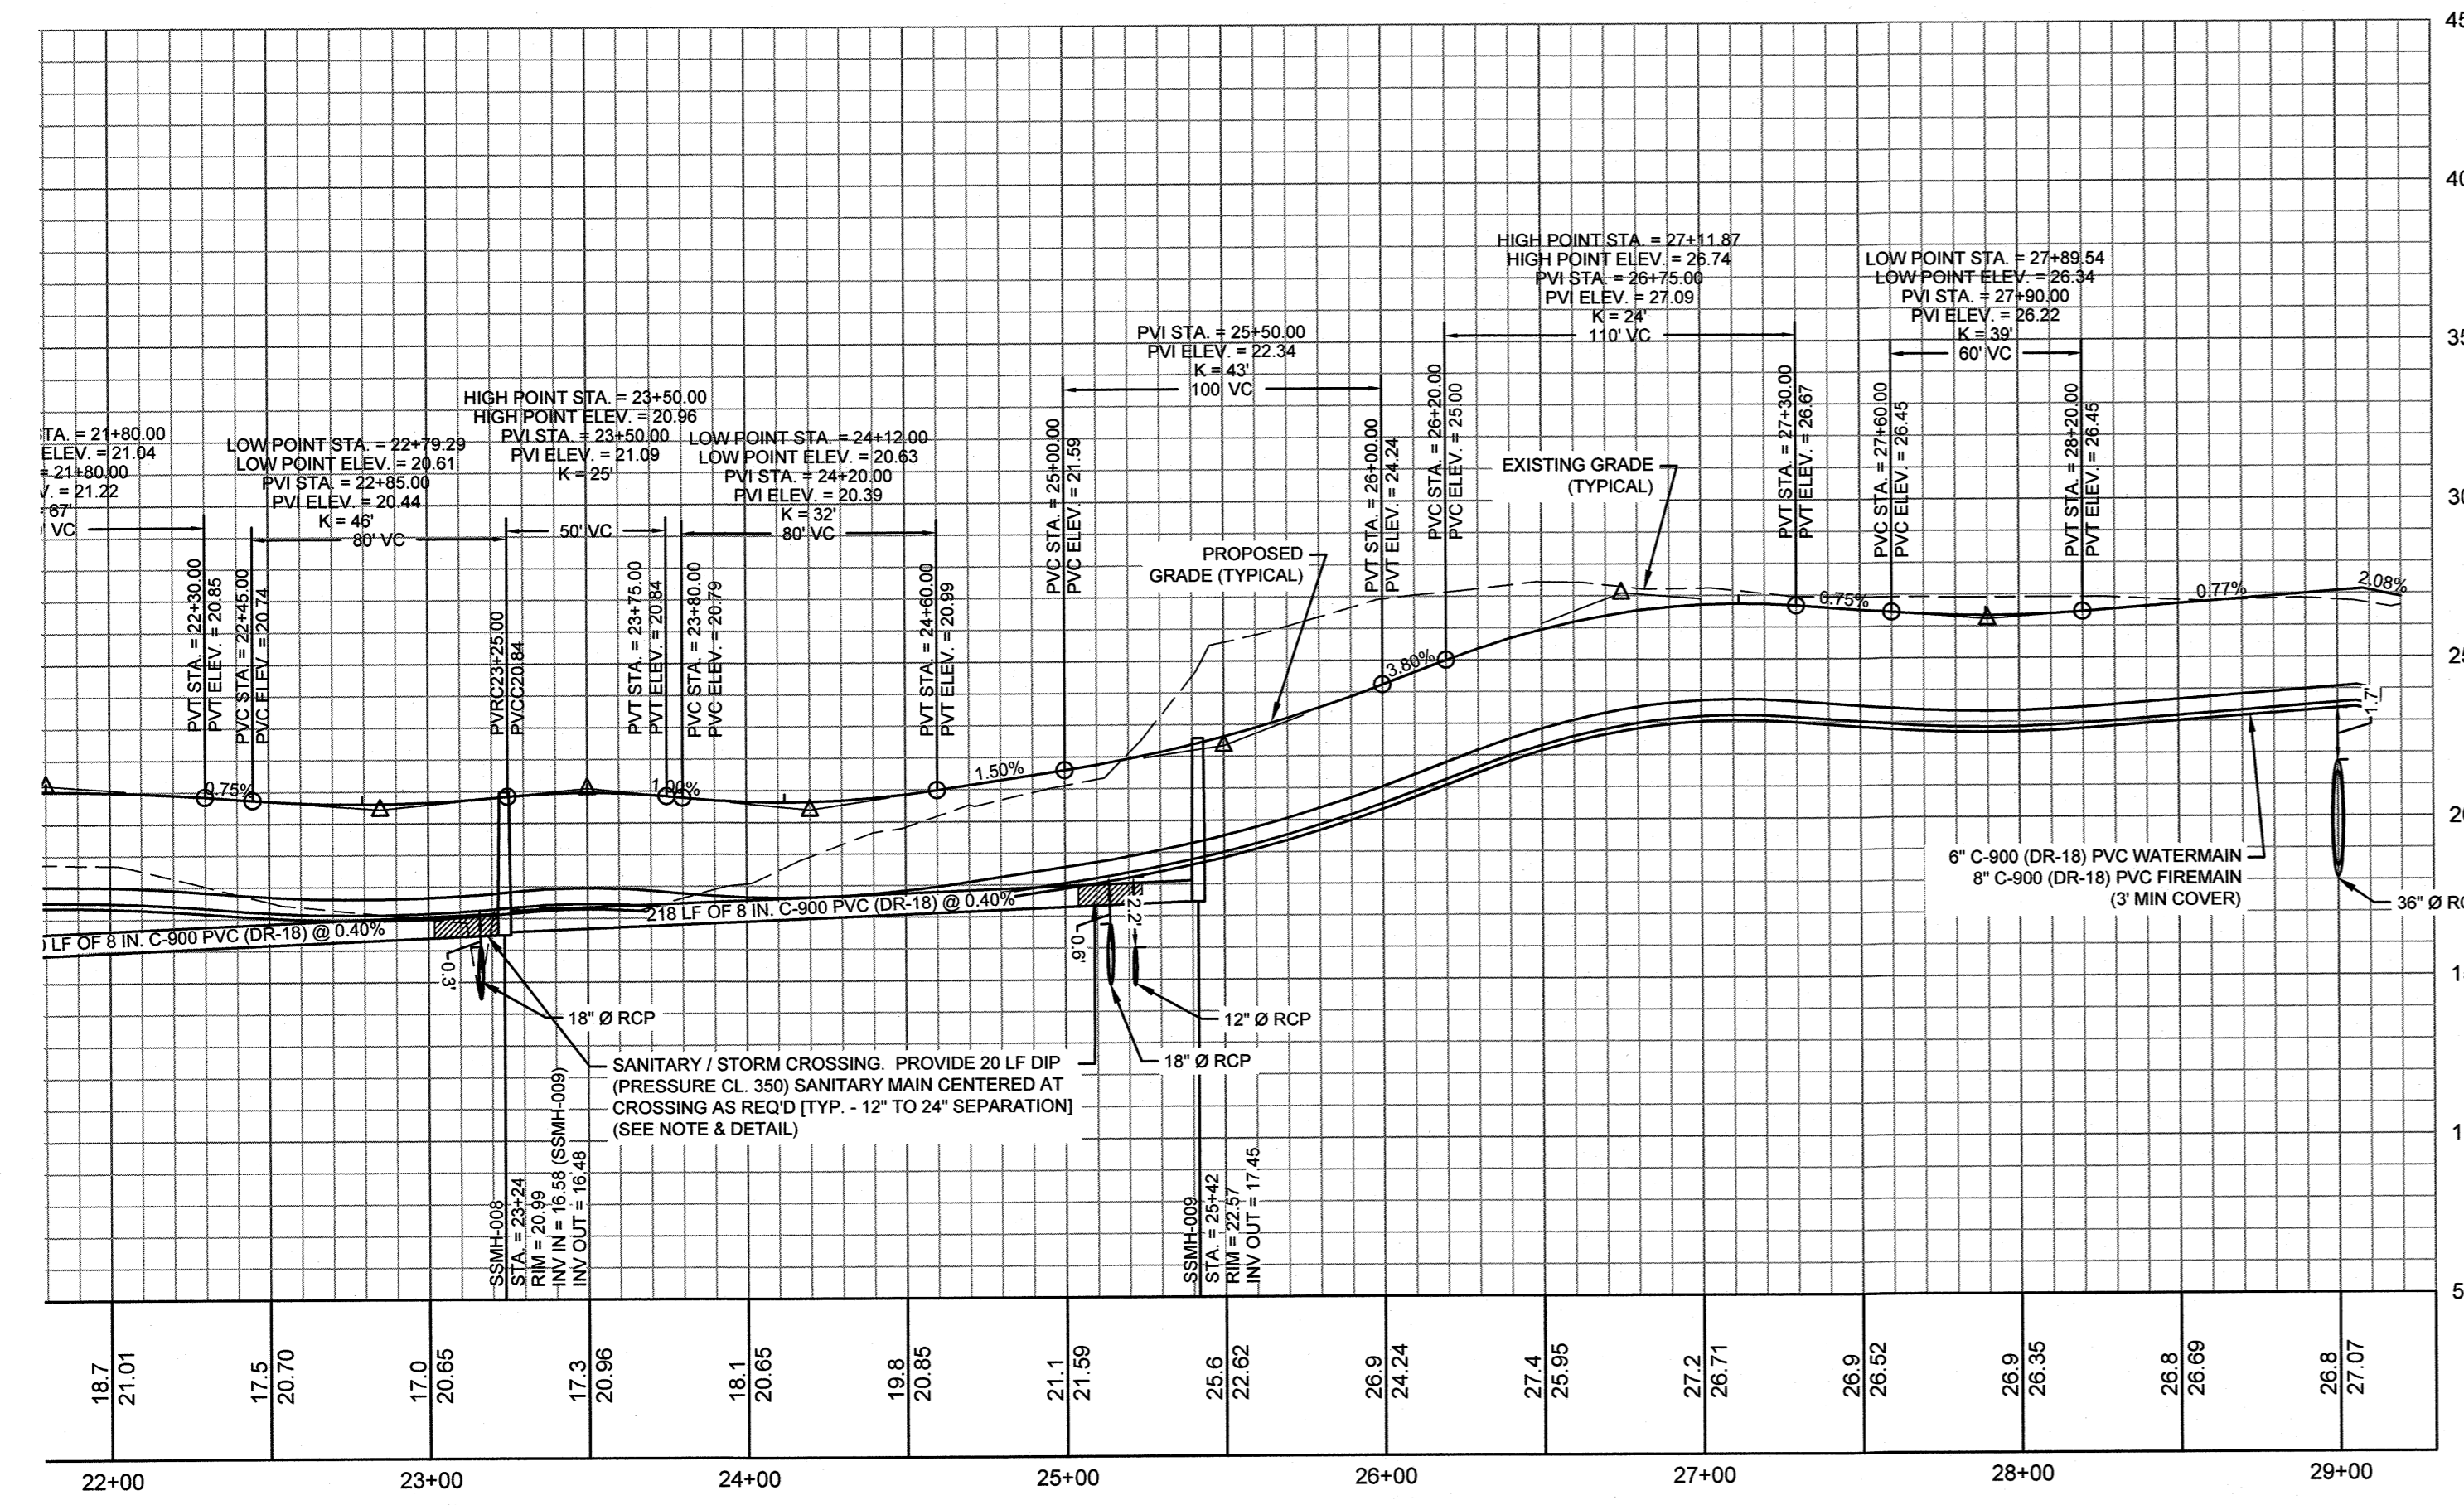 HIGH POINT STA. = 27+11.87
HIGH POINT ELEV. = 26.74
PVI STA. = 26+75.00
PVI ELEV. = 27.09
K = 24'
110' VC
LOW POINT STA. = 27+89.54
LOW POINT ELEV. = 26.34
PVI STA. = 27+90.00
PVI ELEV. = 26.22
K = 39'
60' VC
PVI STA. = 25+50.00
PVI ELEV. = 22.34
K = 43'
100' VC
HIGH POINT STA. = 23+50.00
HIGH POINT ELEV. = 20.96
PVI STA. = 23+50.00
PVI ELEV. = 21.09
K = 25'
50' VC
TA. = 21+80.00
ELEV. = 21.04
= 21+80.00
V. = 21.22
67'
' VC
LOW POINT STA. = 22+79.29
LOW POINT ELEV. = 20.61
PVI STA. = 22+85.00
PVI ELEV. = 20.44
K = 46'
80' VC
LOW POINT STA. = 24+12.00
LOW POINT ELEV. = 20.63
PVI STA. = 24+20.00
PVI ELEV. = 20.39
K = 32'
80' VC
PVT STA. = 22+30.00
PVT ELEV. = 20.85
PVC STA. = 22+45.00
PVC ELEV. = 20.74
PVRC23+25.00
PVCC20.84
PVT STA. = 23+75.00
PVT ELEV. = 20.84
PVC STA. = 23+80.00
PVC ELEV. = 20.79
PVT STA. = 24+60.00
PVT ELEV. = 20.99
PVC STA. = 25+00.00
PVC ELEV. = 21.59
PVT STA. = 26+00.00
PVT ELEV. = 24.24
PVC STA. = 26+20.00
PVC ELEV. = 25.00
PVT STA. = 27+30.00
PVT ELEV. = 26.67
PVC STA. = 27+60.00
PVC ELEV. = 26.45
PVT STA. = 28+20.00
PVT ELEV. = 26.45
EXISTING GRADE
(TYPICAL)
PROPOSED
GRADE (TYPICAL)
0.75%
1.00%
1.50%
3.80%
0.75%
0.77%
2.08%
1.7'
6" C-900 (DR-18) PVC WATERMAIN
8" C-900 (DR-18) PVC FIREMAIN
(3' MIN COVER)
36" Ø RC
LF OF 8 IN. C-900 PVC (DR-18) @ 0.40%
218 LF OF 8 IN. C-900 PVC (DR-18) @ 0.40%
0.3'
0.6'
2.2'
18" Ø RCP
12" Ø RCP
18" Ø RCP
SANITARY / STORM CROSSING. PROVIDE 20 LF DIP
(PRESSURE CL. 350) SANITARY MAIN CENTERED AT
CROSSING AS REQ'D [TYP. - 12" TO 24" SEPARATION]
(SEE NOTE & DETAIL)
SSMH-008
STA. = 23+24
RIM = 20.99
INV IN = 16.58 (SSMH-009)
INV OUT = 16.48
SSMH-009
STA. = 25+42
RIM = 22.57
INV OUT = 17.45
45
40
35
30
25
20
1
1
5
18.7
21.01
17.5
20.70
17.0
20.65
17.3
20.96
18.1
20.65
19.8
20.85
21.1
21.59
25.6
22.62
26.9
24.24
27.4
25.95
27.2
26.71
26.9
26.52
26.9
26.35
26.8
26.69
26.8
27.07
22+00
23+00
24+00
25+00
26+00
27+00
28+00
29+00